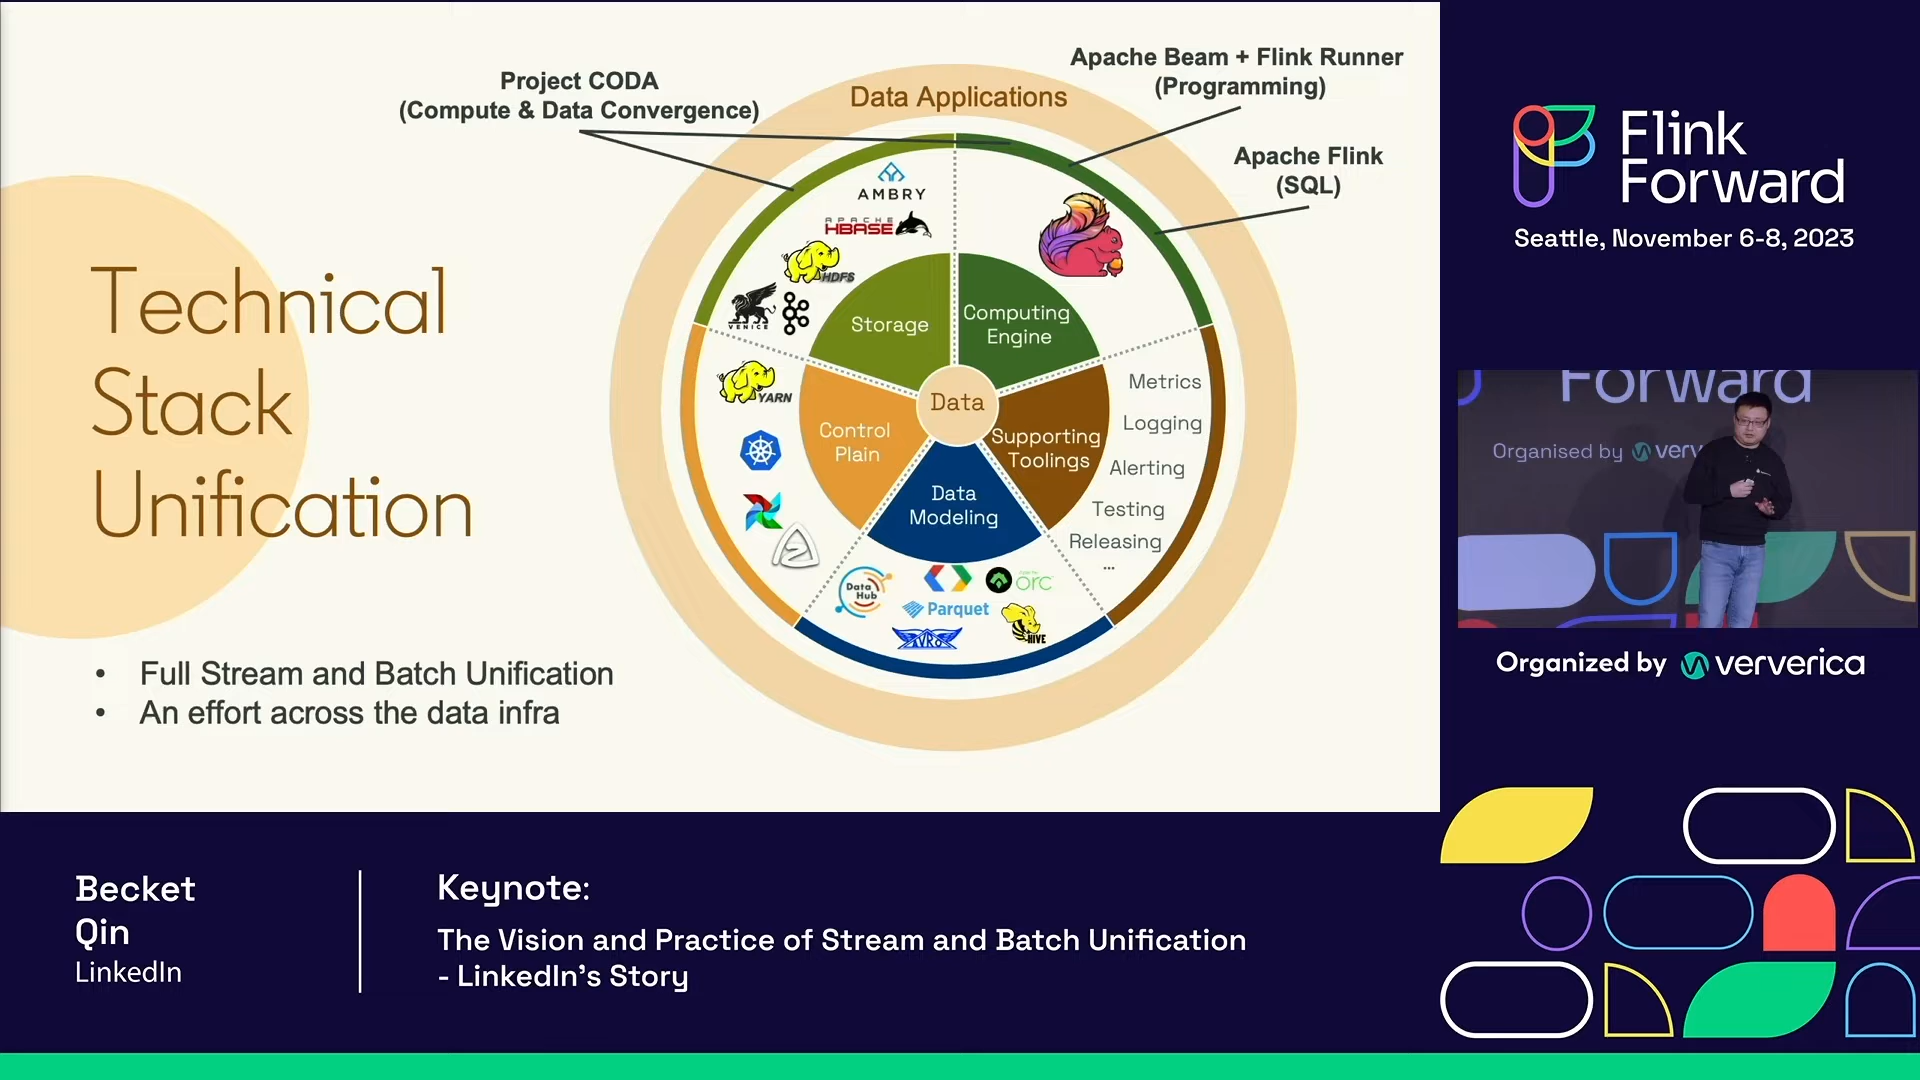 Project CODA
(Compute & Data Convergence)
Data Applications
Apache Beam + Flink Runner
(Programming)
Apache Flink
(SQL)
Technical
Stack
Unification
AMBRY
APACHE
HBASE
HDFS
VENICE
Storage
Computing
Engine
YARN
Control
Plain
Data
Supporting
Toolings
Metrics
Logging
Alerting
Testing
Releasing
...
Data
Modeling
Data
Hub
orc
Parquet
AVRO
HIVE
• Full Stream and Batch Unification
• An effort across the data infra
Flink
Forward
Seattle, November 6-8, 2023
Forward
Organised by verv
Organized by ververica
Becket
Qin
LinkedIn
Keynote:
The Vision and Practice of Stream and Batch Unification
- LinkedIn's Story